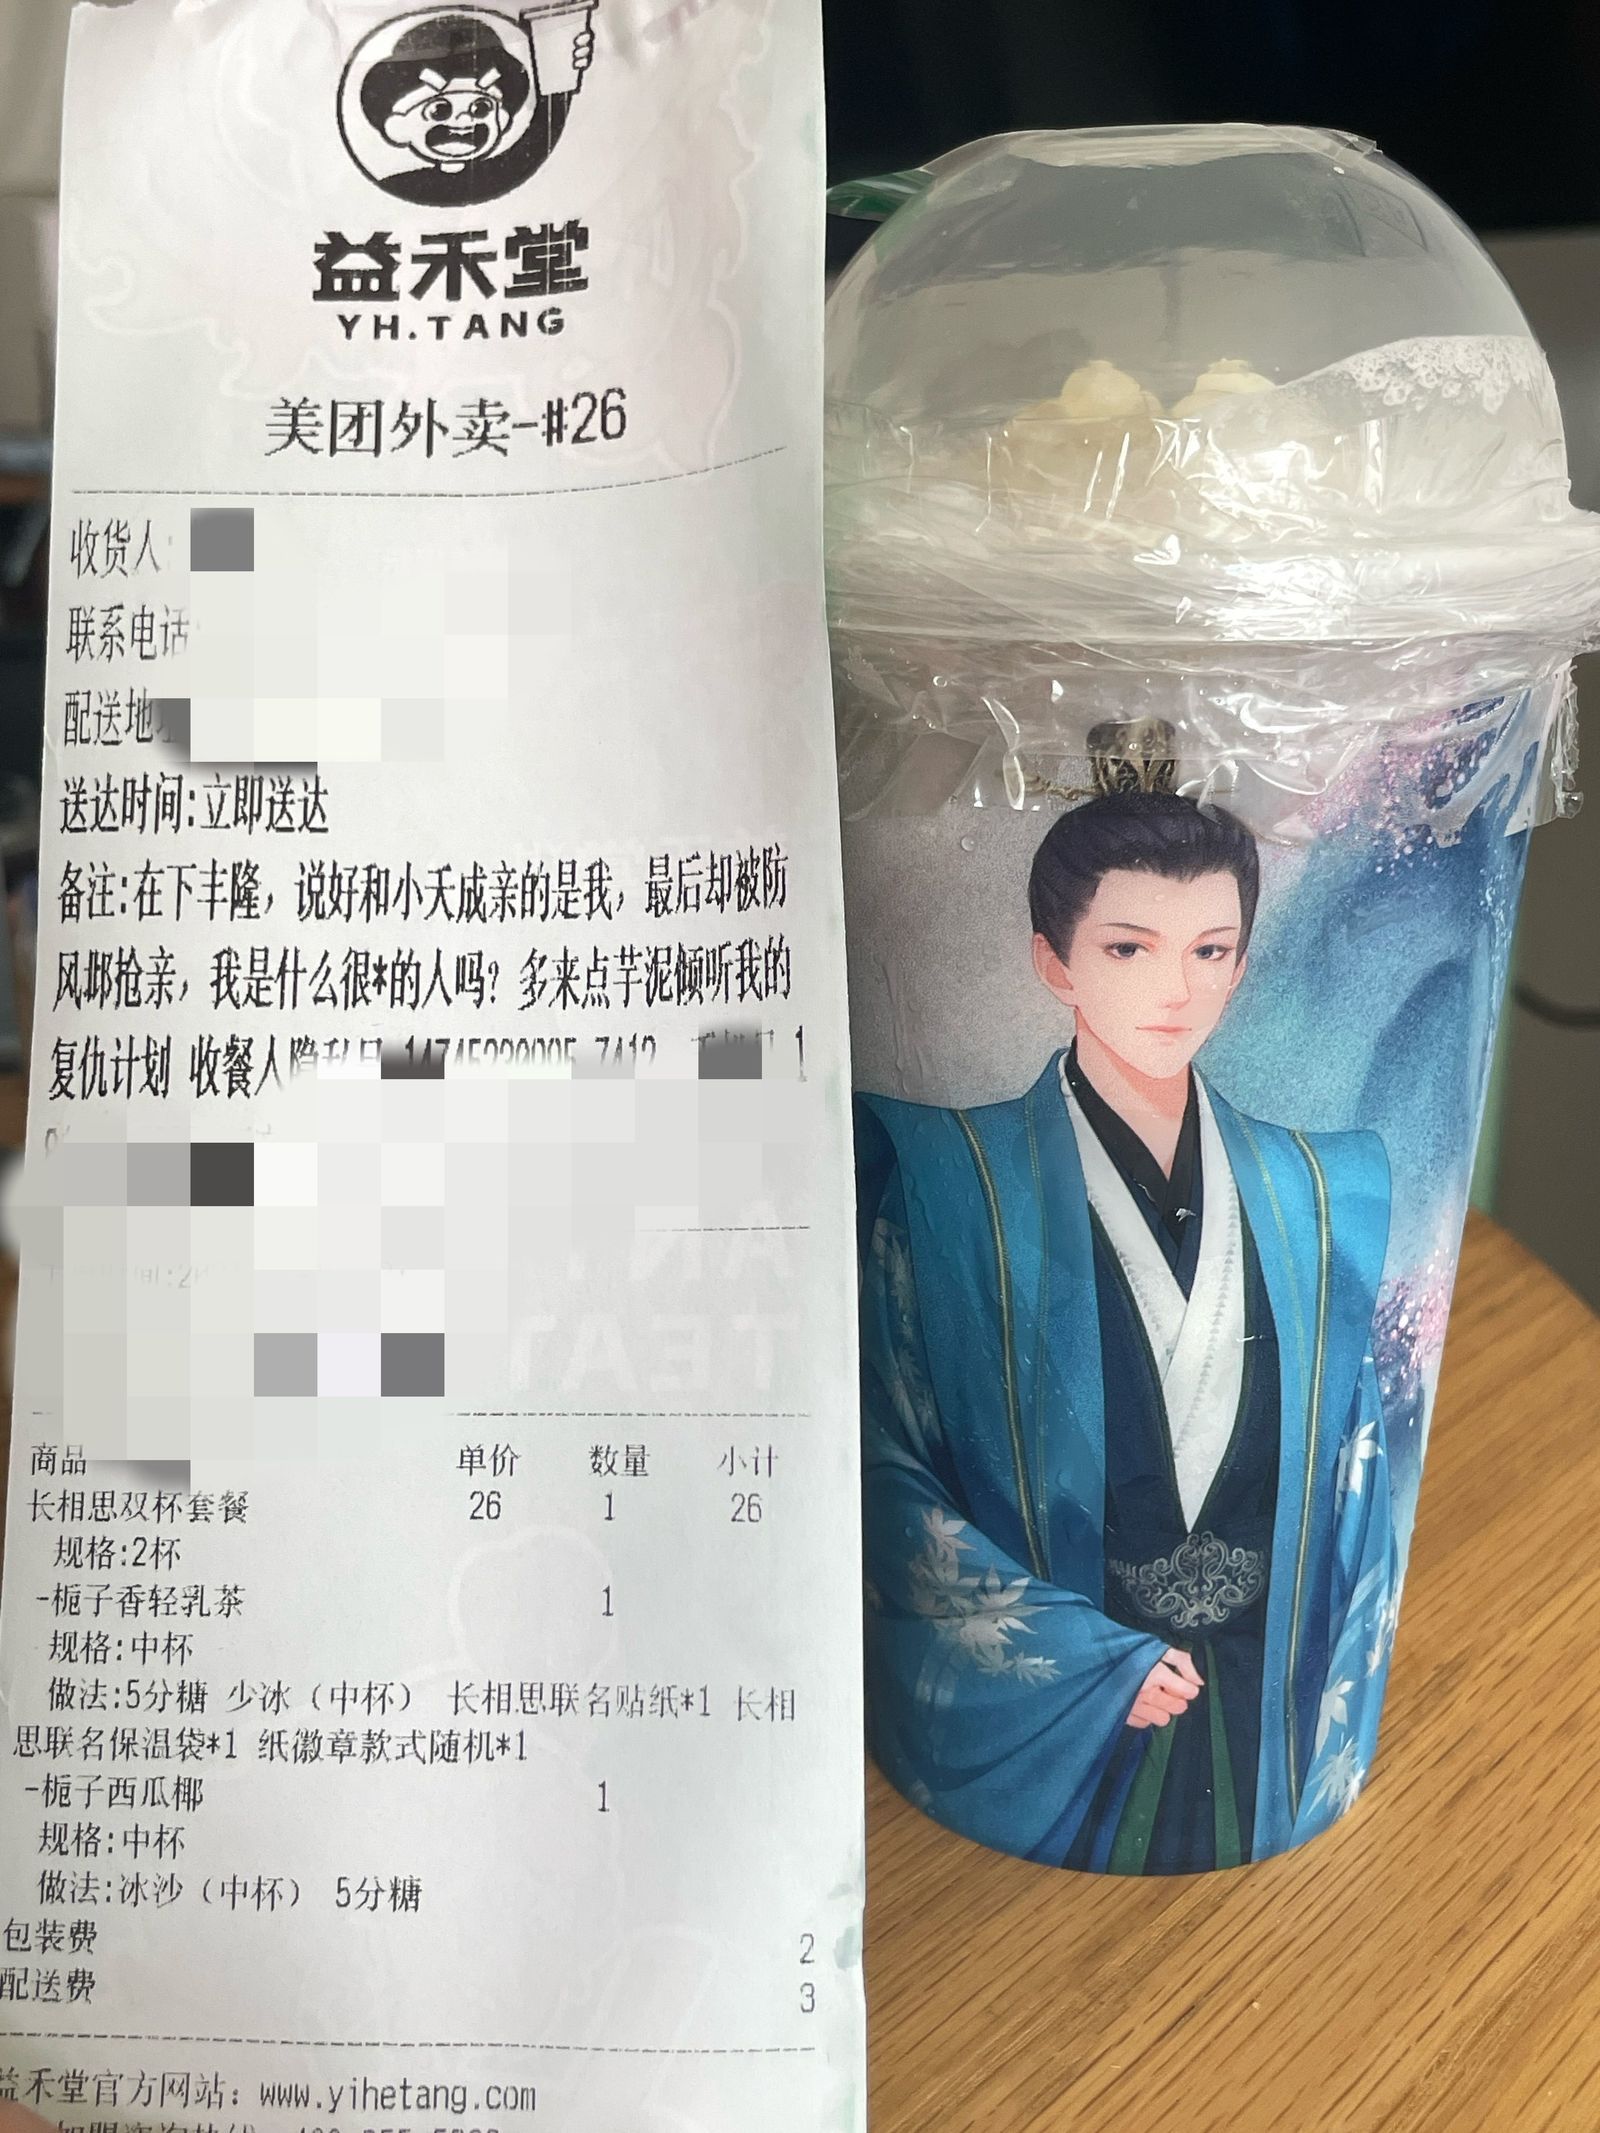 益禾堂
YH.TANG
美团外卖-#26
收货人:
联系电话
配送地
送达时间:立即送达
备注:在下丰隆，说好和小夭成亲的是我，最后却被防
风邶抢亲，我是什么很*的人吗？多来点芋泥倾听我的
复仇计划 收餐人隐私号 1
商品 单价 数量 小计
长相思双杯套餐 26 1 26
规格:2杯
-栀子香轻乳茶 1
规格:中杯
做法:5分糖 少冰（中杯） 长相思联名贴纸*1 长相
思联名保温袋*1 纸徽章款式随机*1
-栀子西瓜椰 1
规格:中杯
做法:冰沙（中杯） 5分糖
包装费 2
配送费 3
益禾堂官方网站：www.yihetang.com